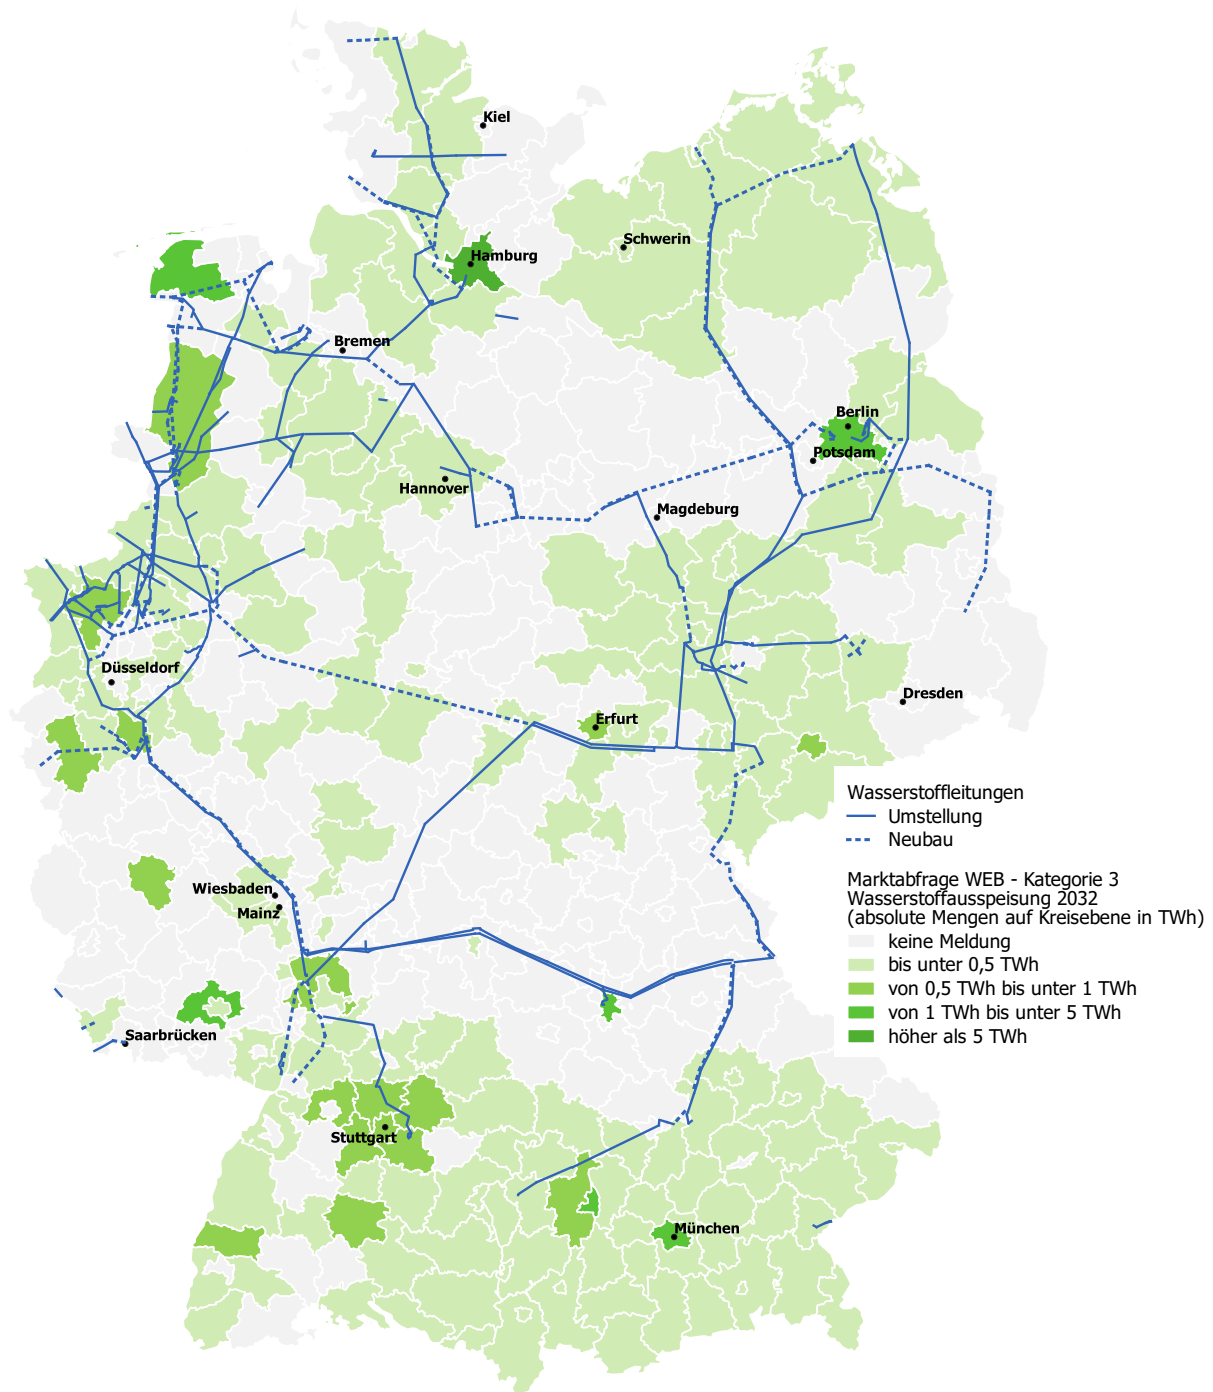 Kiel
Schwerin
Hamburg
Bremen
Berlin
Potsdam
Hannover
Magdeburg
Düsseldorf
Dresden
Erfurt
Wiesbaden
Mainz
Saarbrücken
Stuttgart
München
Wasserstoffleitungen
Umstellung
Neubau
Marktabfrage WEB - Kategorie 3
Wasserstoffausspeisung 2032
(absolute Mengen auf Kreisebene in TWh)
keine Meldung
bis unter 0,5 TWh
von 0,5 TWh bis unter 1 TWh
von 1 TWh bis unter 5 TWh
höher als 5 TWh